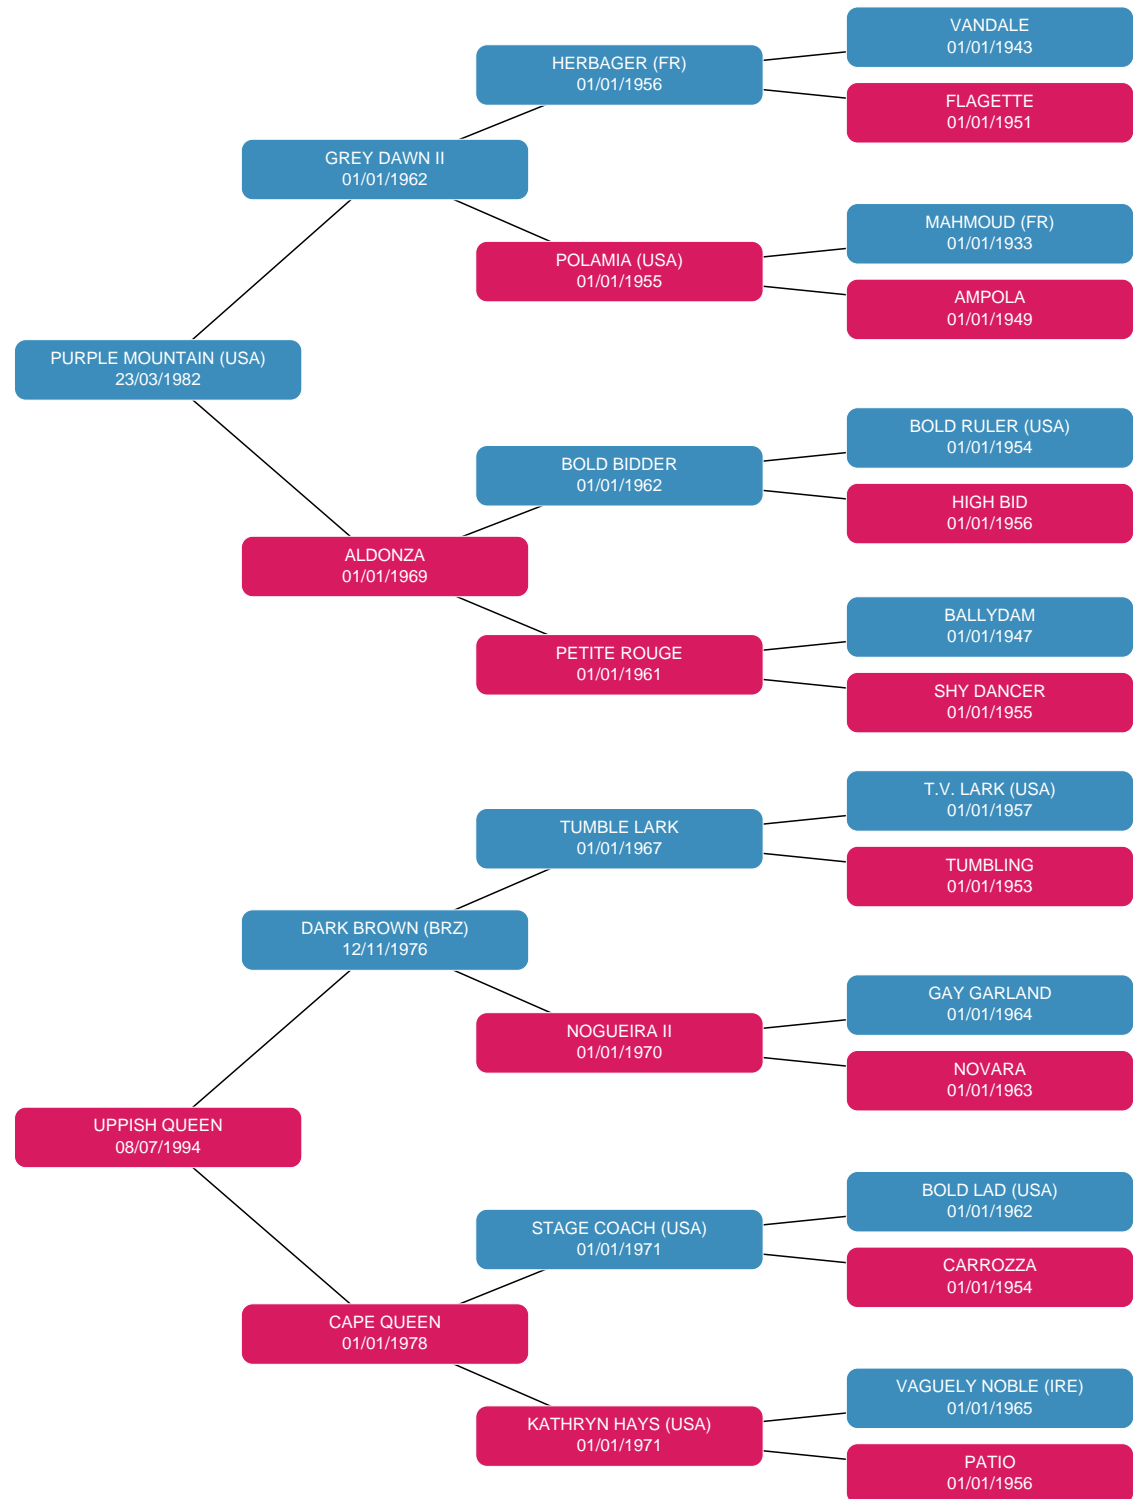 VANDALE
01/01/1943
HERBAGER (FR)
01/01/1956
FLAGETTE
01/01/1951
GREY DAWN II
01/01/1962
MAHMOUD (FR)
01/01/1933
POLAMIA (USA)
01/01/1955
AMPOLA
01/01/1949
PURPLE MOUNTAIN (USA)
23/03/1982
BOLD RULER (USA)
01/01/1954
BOLD BIDDER
01/01/1962
HIGH BID
01/01/1956
ALDONZA
01/01/1969
BALLYDAM
01/01/1947
PETITE ROUGE
01/01/1961
SHY DANCER
01/01/1955
T.V. LARK (USA)
01/01/1957
TUMBLE LARK
01/01/1967
TUMBLING
01/01/1953
DARK BROWN (BRZ)
12/11/1976
GAY GARLAND
01/01/1964
NOGUEIRA II
01/01/1970
NOVARA
01/01/1963
UPPISH QUEEN
08/07/1994
BOLD LAD (USA)
01/01/1962
STAGE COACH (USA)
01/01/1971
CARROZZA
01/01/1954
CAPE QUEEN
01/01/1978
VAGUELY NOBLE (IRE)
01/01/1965
KATHRYN HAYS (USA)
01/01/1971
PATIO
01/01/1956